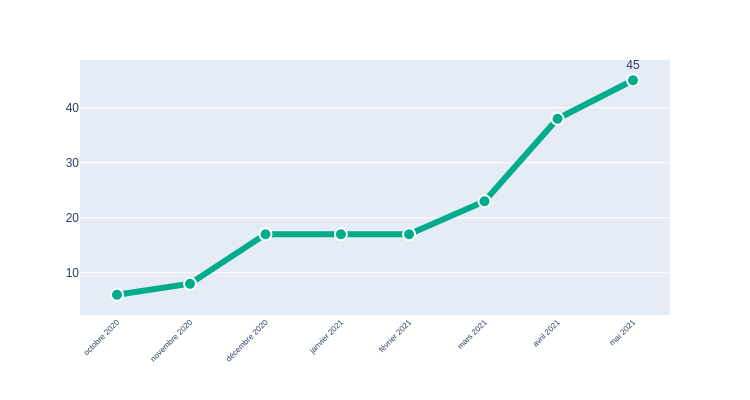 45
40
30
20
10
octobre 2020
novembre 2020
décembre 2020
janvier 2021
février 2021
mars 2021
avril 2021
mai 2021